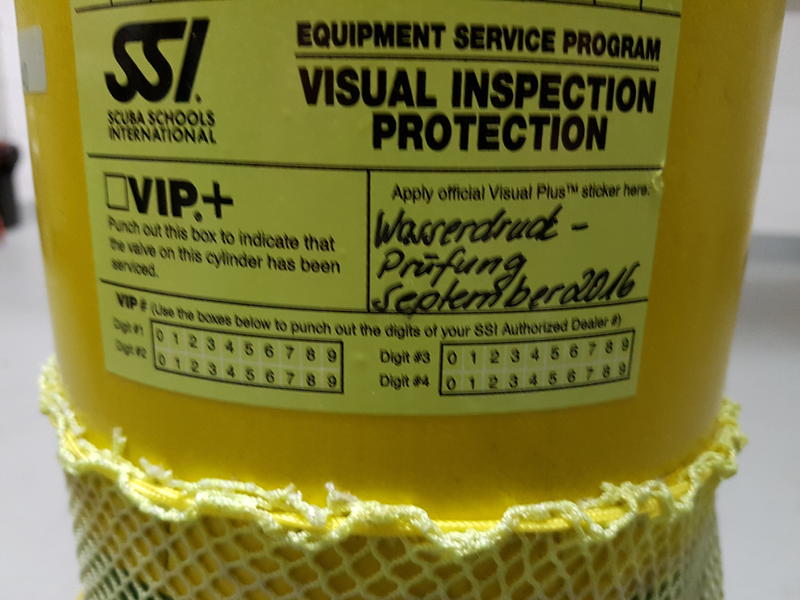 SSI
SCUBA SCHOOLS
INTERNATIONAL
EQUIPMENT SERVICE PROGRAM
VISUAL INSPECTION
PROTECTION
VIP.+
Punch out this box to indicate that
the valve on this cylinder has been
serviced.
Apply official Visual Plus™ sticker here:
Wasserdruck -
Prüfung
September 2016
VIP # (Use the boxes below to punch out the digits of your SSI Authorized Dealer #)
Digit #1 0 1 2 3 4 5 6 7 8 9
Digit #2 0 1 2 3 4 5 6 7 8 9
Digit #3 0 1 2 3 4 5 6 7 8 9
Digit #4 0 1 2 3 4 5 6 7 8 9